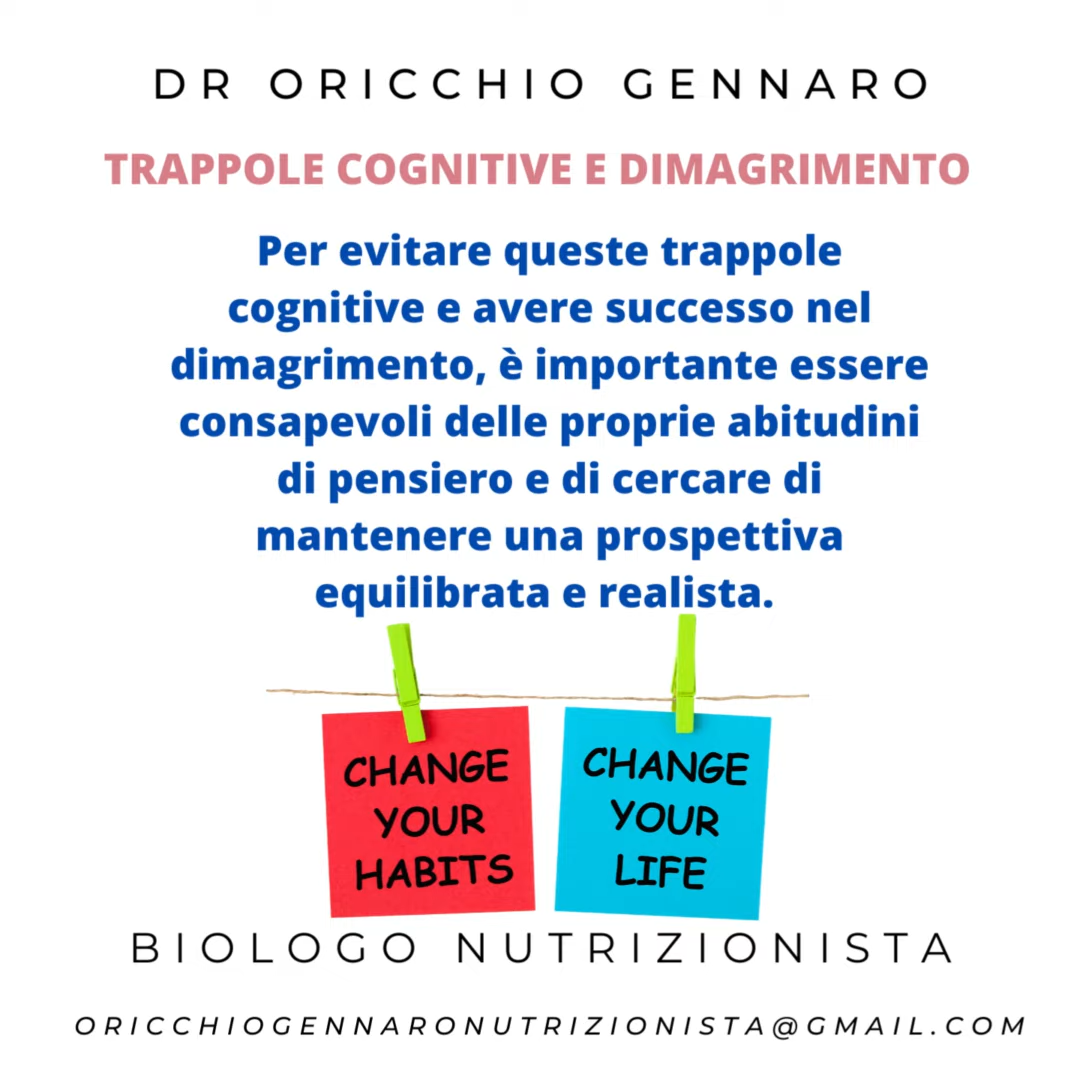 DR ORICCHIO GENNARO
TRAPPOLE COGNITIVE E DIMAGRIMENTO
Per evitare queste trappole
cognitive e avere successo nel
dimagrimento, è importante essere
consapevoli delle proprie abitudini
di pensiero e di cercare di
mantenere una prospettiva
equilibrata e realista.
CHANGE
YOUR
HABITS
CHANGE
YOUR
LIFE
BIOLOGO NUTRIZIONISTA
ORICCHIOGENNARONUTRIZIONISTA@GMAIL.COM